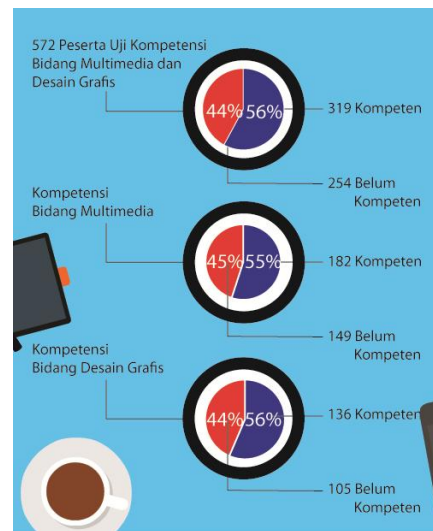 572 Peserta Uji Kompetensi
Bidang Multimedia dan
Desain Grafis
44% 56%
319 Kompeten
254 Belum
Kompeten
Kompetensi
Bidang Multimedia
45% 55%
182 Kompeten
149 Belum
Kompeten
Kompetensi
Bidang Desain Grafis
44% 56%
136 Kompeten
105 Belum
Kompeten